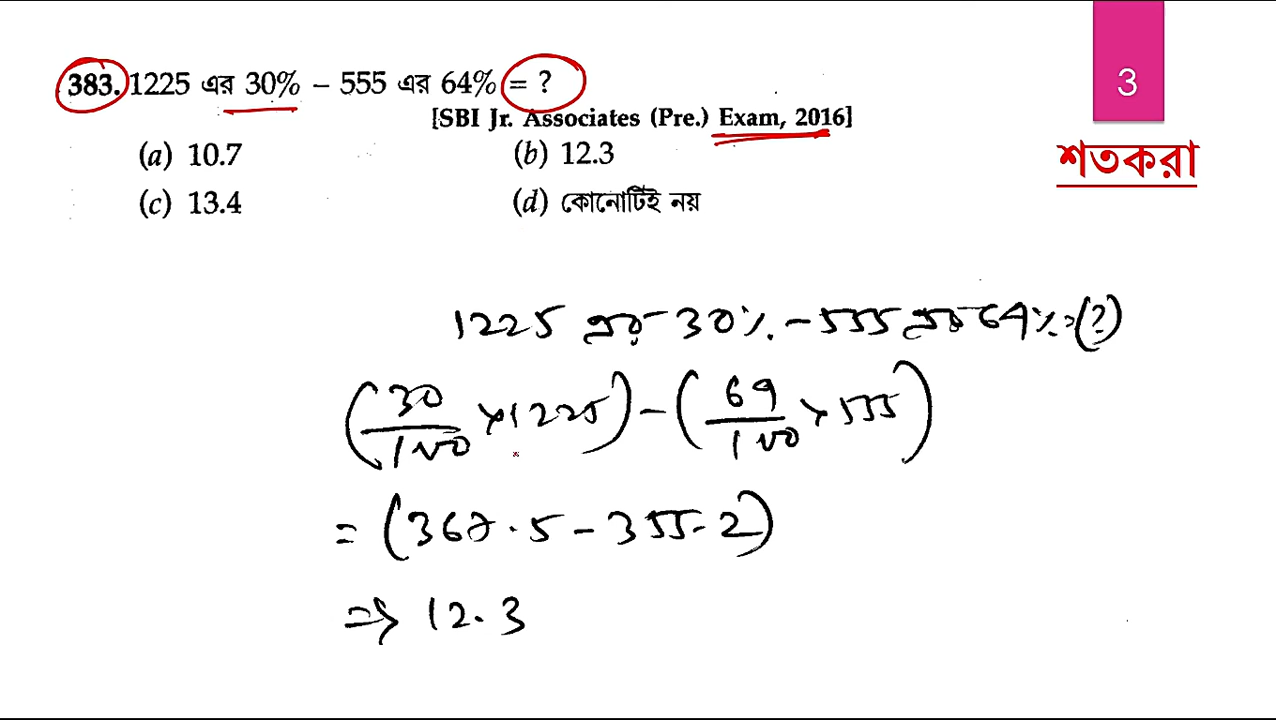 383. 1225 এর 30% – 555 এর 64% = ?
[SBI Jr. Associates (Pre.) Exam, 2016]
(a) 10.7 (b) 12.3
(c) 13.4 (d) কোনোটিই নয়
3
শতকরা
1225 এর 30% - 555 এর 64% = (?)
(30/100 × 1225) - (64/100 × 555)
= (367.5 - 355.2)
⇒ 12.3